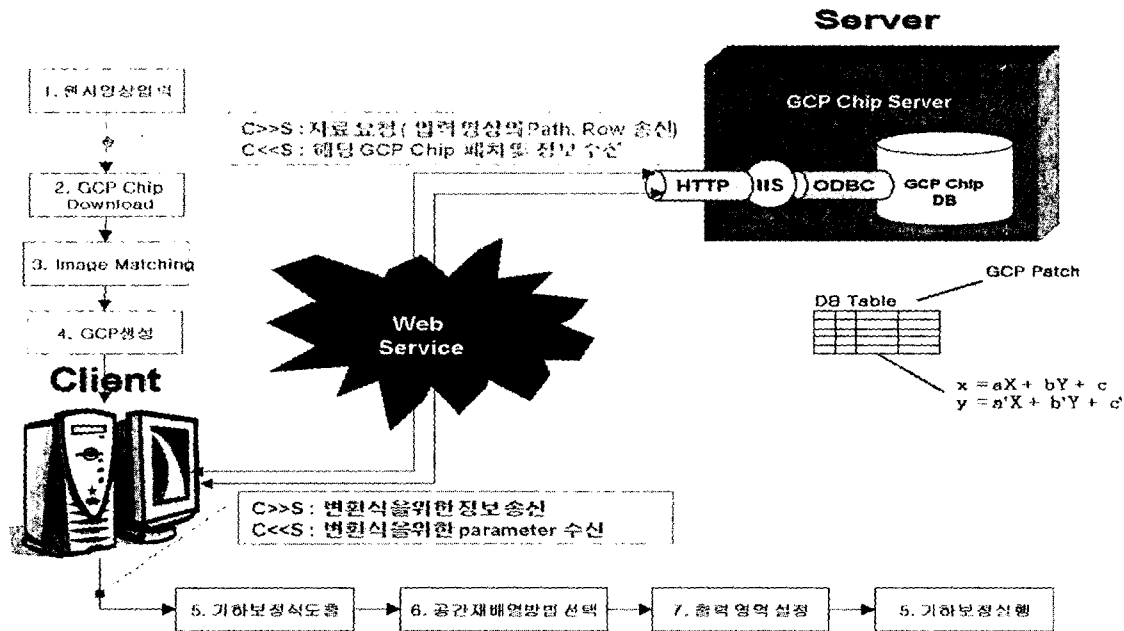 Server
1. 원시영상입력
GCP Chip Server
C>>S : 자료 요청( 입력 영상의 Path, Row 송신)
C<<S : 해당 GCP Chip 패치 및 정보 수신
2. GCP Chip
Download
HTTP
IIS
ODBC
GCP Chip
DB
3. Image Matching
GCP Patch
DB Table
4. GCP생성
Web
Service
Client
x = aX + bY + c
y = a'X + b'Y + c'
C>>S : 변환식을위한 정보 송신
C<<S : 변환식을위한 parameter 수신
5. 기하보정식도출
6. 공간재배열방법 선택
7. 출력 영역 설정
5. 기하보정실행